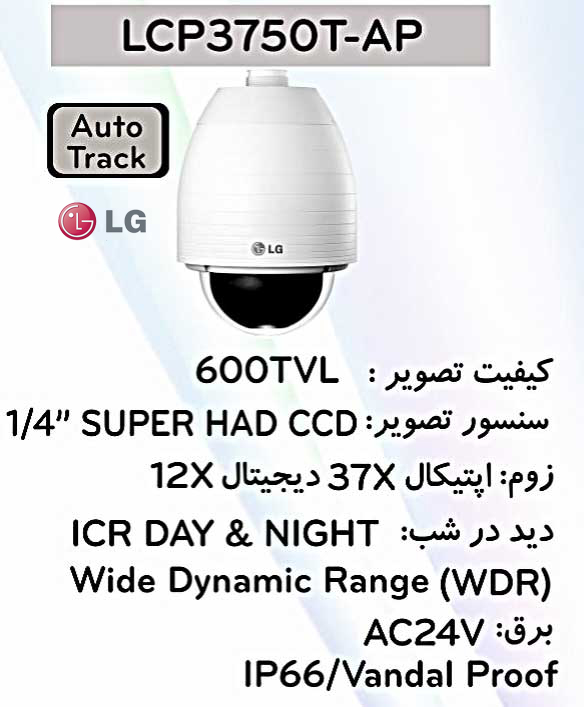 LCP3750T-AP
Auto
Track
LG
LG
کیفیت تصویر : 600TVL
سنسور تصویر: 1/4” SUPER HAD CCD
زوم: اپتیکال 37X دیجیتال 12X
دید در شب: ICR DAY & NIGHT
Wide Dynamic Range (WDR)
برق: AC24V
IP66/Vandal Proof